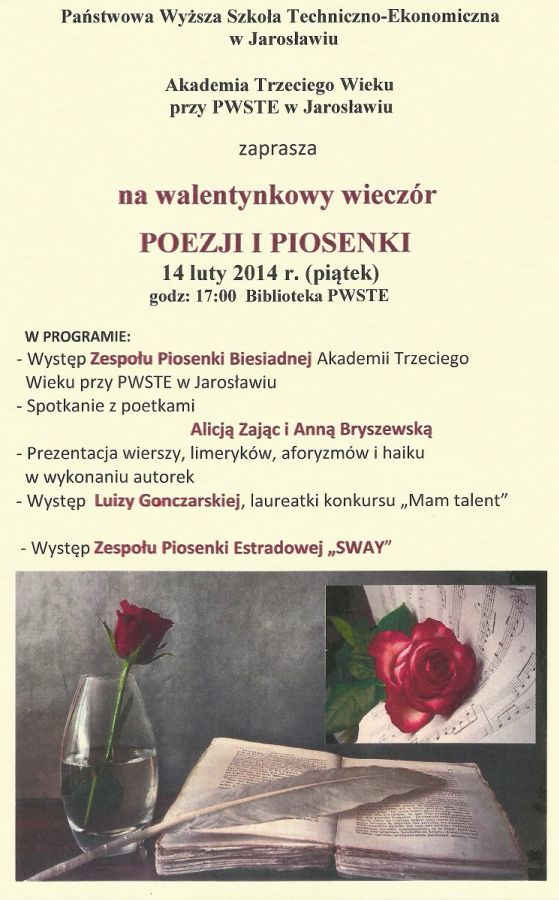 Państwowa Wyższa Szkoła Techniczno-Ekonomiczna
w Jarosławiu
Akademia Trzeciego Wieku
przy PWSTE w Jarosławiu
zaprasza
na walentynkowy wieczór
POEZJI I PIOSENKI
14 luty 2014 r. (piątek)
godz: 17:00 Biblioteka PWSTE
W PROGRAMIE:
- Występ Zespołu Piosenki Biesiadnej Akademii Trzeciego
Wieku przy PWSTE w Jarosławiu
- Spotkanie z poetkami
Alicją Zając i Anną Bryszewską
- Prezentacja wierszy, limeryków, aforyzmów i haiku
w wykonaniu autorek
- Występ Luizy Gonczarskiej, laureatki konkursu „Mam talent”
- Występ Zespołu Piosenki Estradowej „SWAY”